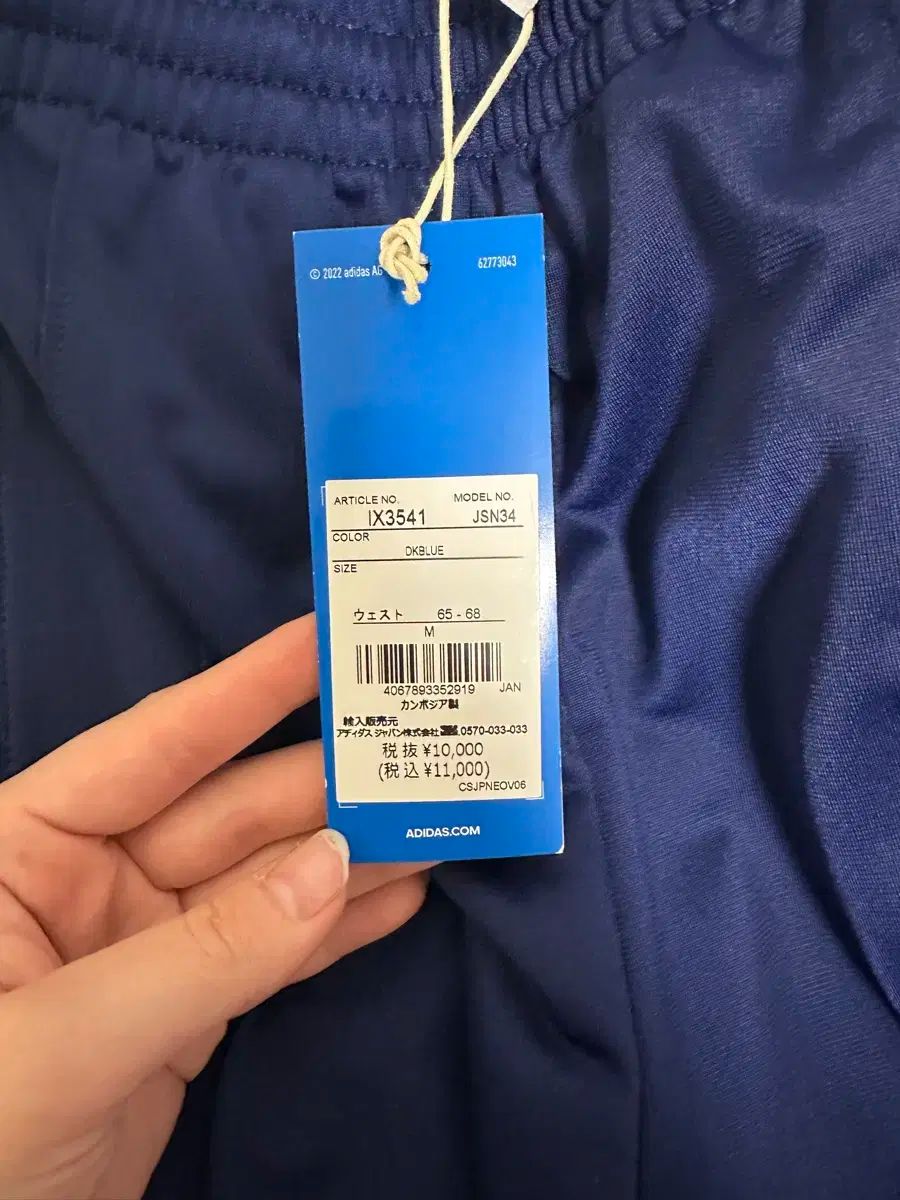 © 2022 adidas AG
62773043
ARTICLE NO. MODEL NO.
IX3541 JSN34
COLOR
DKBLUE
SIZE
ウェスト 65 - 68
M
4067893352919 JAN
カンボジア製
輸入販売元
アディダス ジャパン株式会社 0570-033-033
税 抜 ¥10,000
(税 込 ¥11,000)
CSJPNEOV06
ADIDAS.COM